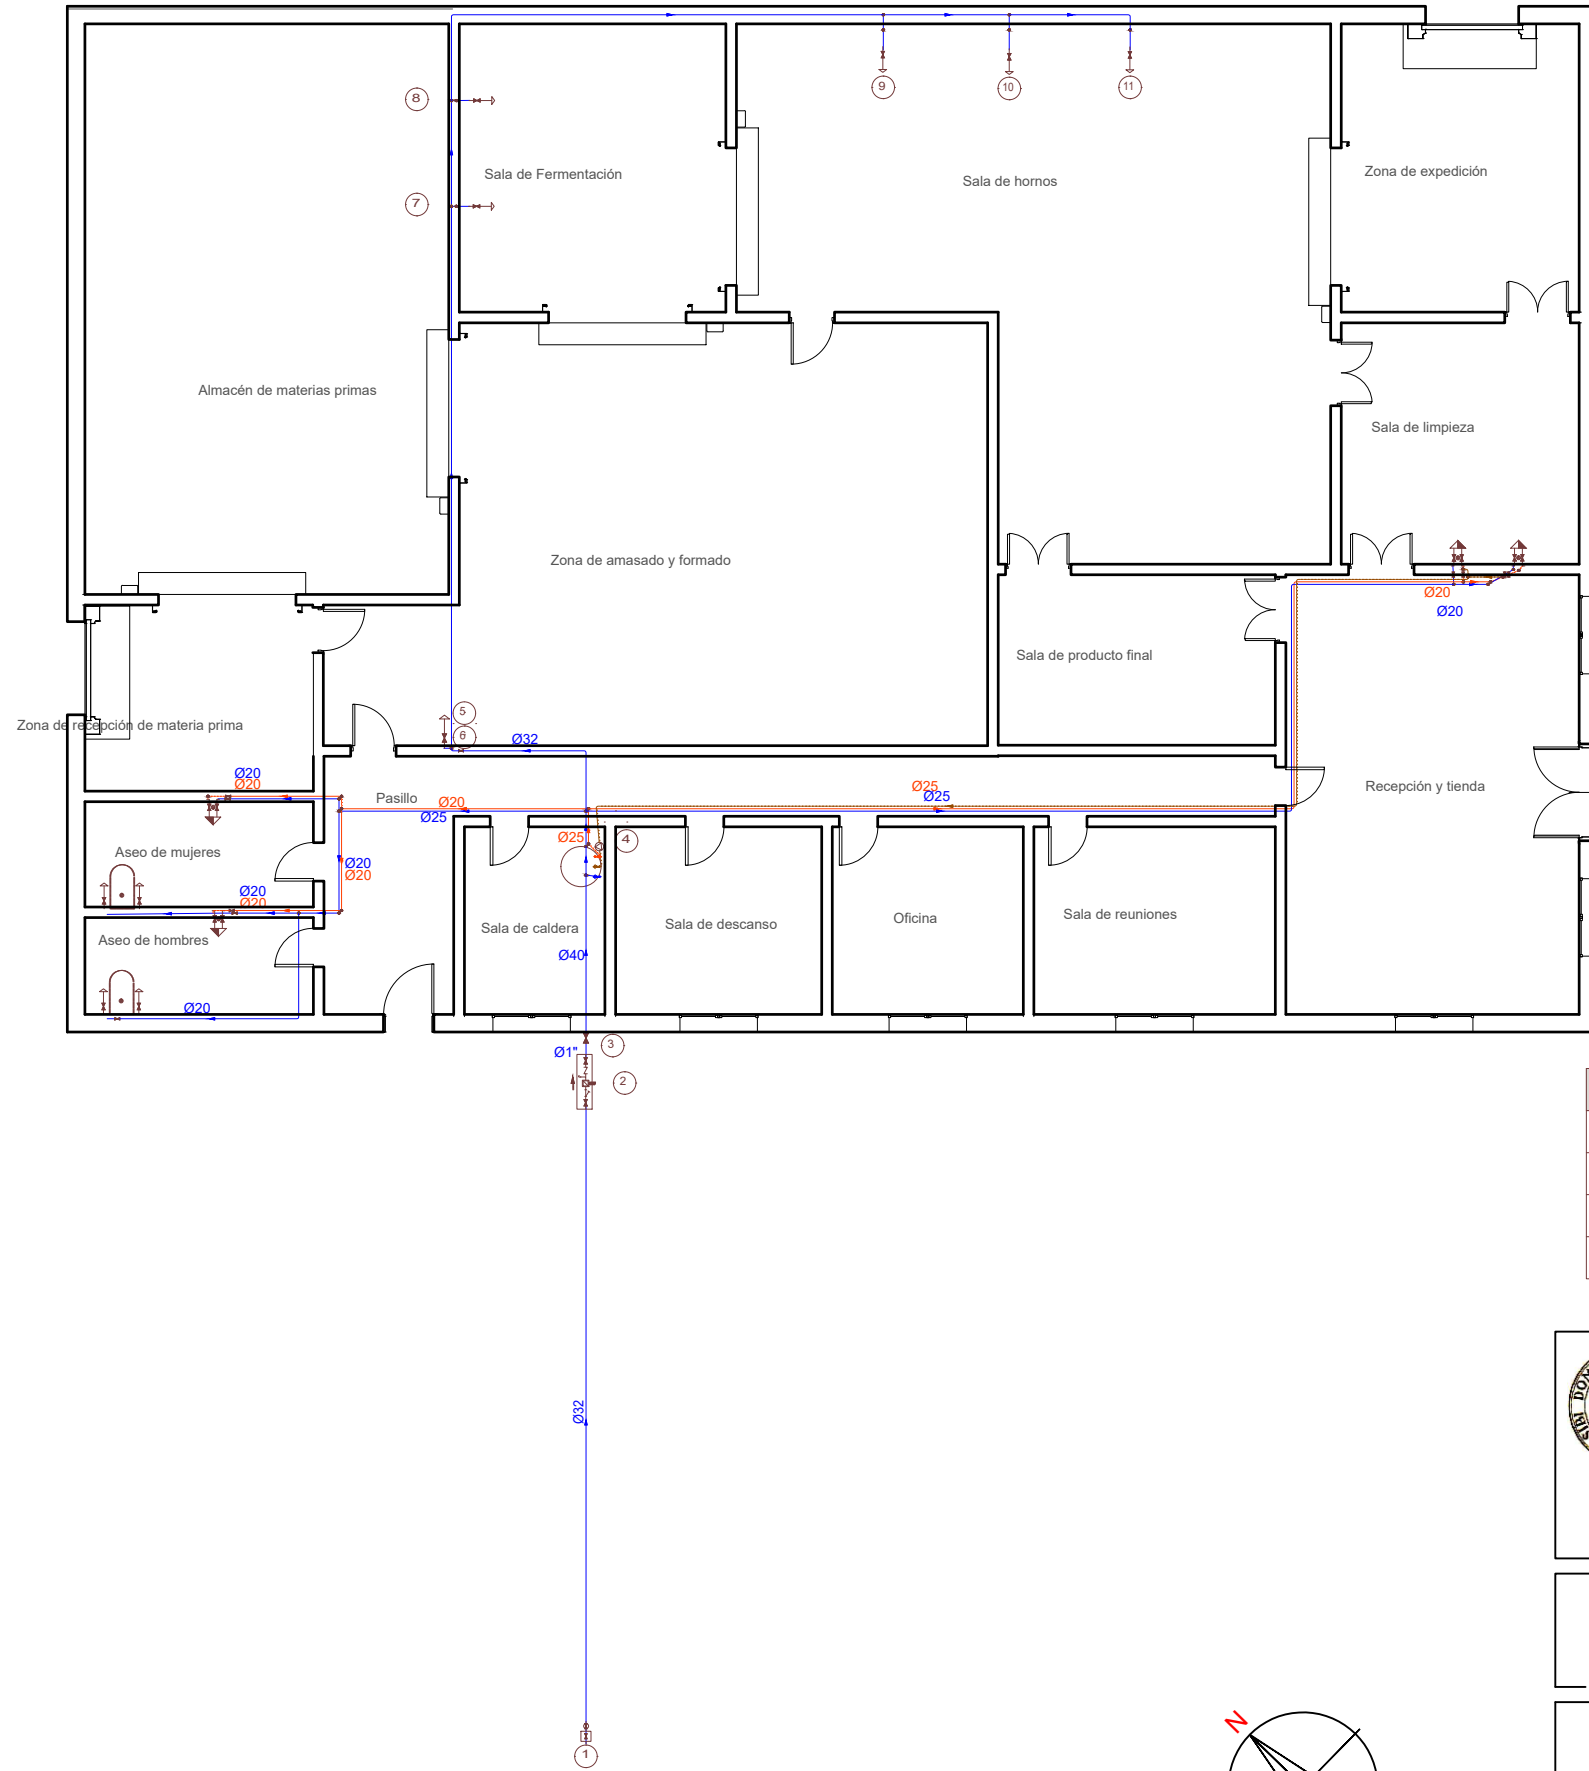 8
9
10
11
Sala de Fermentación
Sala de hornos
Zona de expedición
7
Almacén de materias primas
Sala de limpieza
Zona de amasado y formado
Ø20
Ø20
Sala de producto final
Zona de recepción de materia prima
5
6
Ø32
Ø20
Ø20
Pasillo
Ø20
Ø25
Ø25
Ø25
Recepción y tienda
Ø25
4
Aseo de mujeres
Ø20
Ø20
Ø20
Ø20
Aseo de hombres
Sala de caldera
Sala de descanso
Oficina
Sala de reuniones
Ø40
Ø20
3
Ø1"
2
Ø32
SIBI DOM
1
N